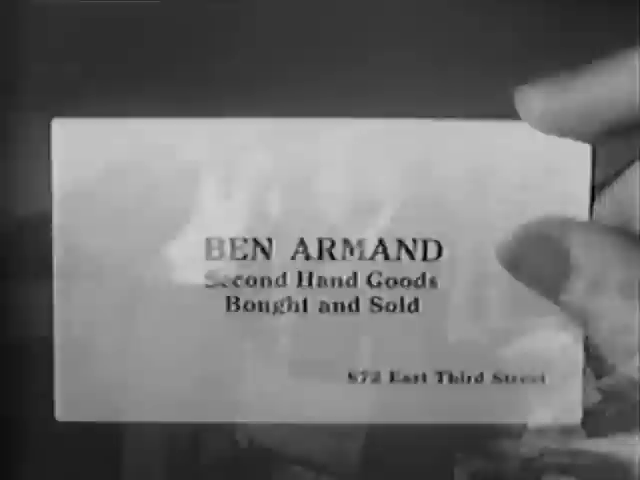 BEN ARMAND
Second Hand Goods
Bought and Sold
872 East Third Street